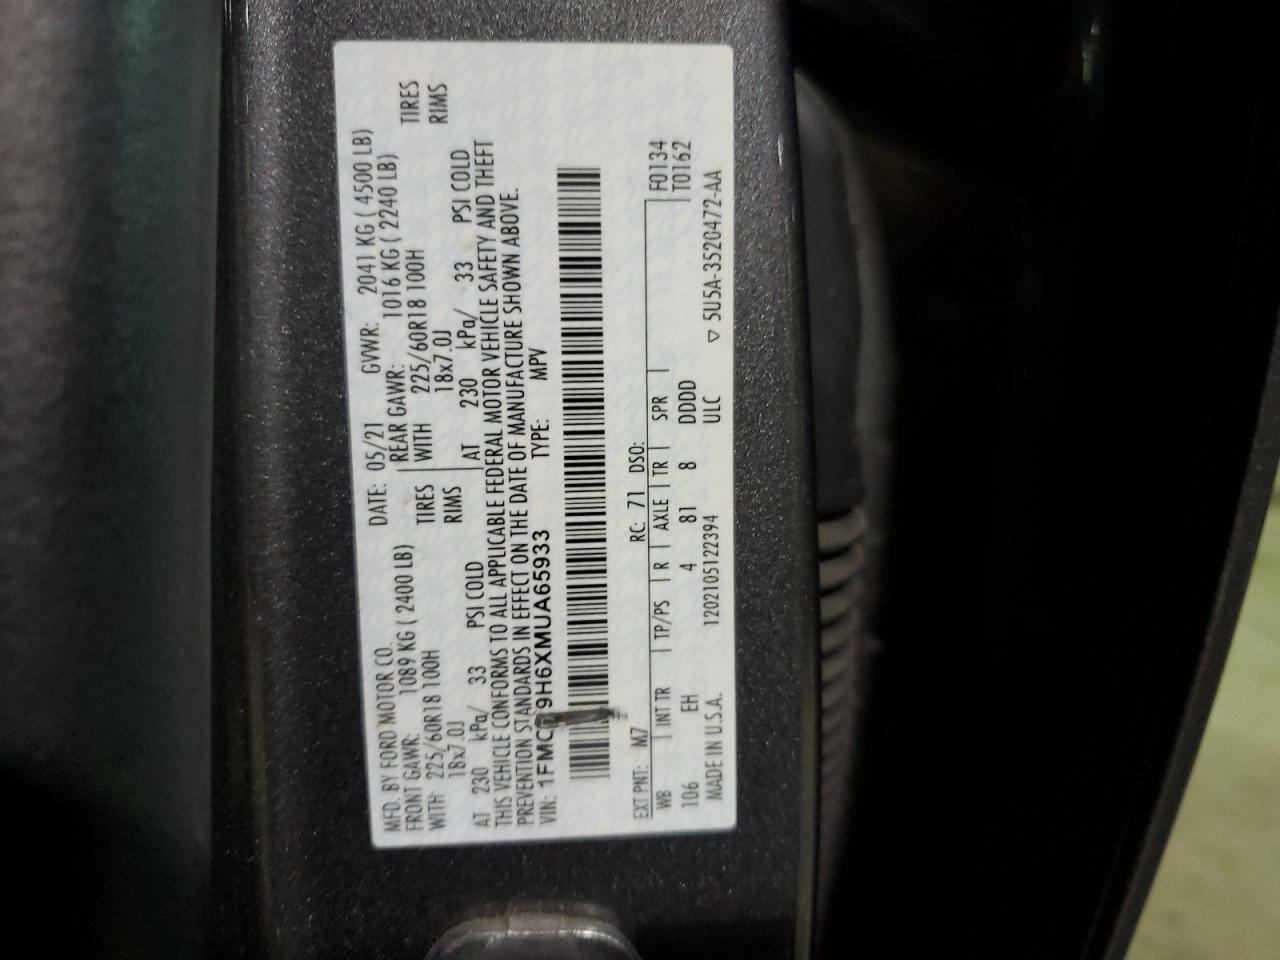 MFD. BY FORD MOTOR CO. DATE: 05/21 GVWR: 2041 KG ( 4500 LB)
FRONT GAWR: 1089 KG ( 2400 LB) REAR GAWR: 1016 KG ( 2240 LB)
WITH 225/60R18 100H TIRES WITH 225/60R18 100H TIRES
18x7.0J RIMS 18x7.0J RIMS
AT 230 kPa/ 33 PSI COLD AT 230 kPa/ 33 PSI COLD
THIS VEHICLE CONFORMS TO ALL APPLICABLE FEDERAL MOTOR VEHICLE SAFETY AND THEFT
PREVENTION STANDARDS IN EFFECT ON THE DATE OF MANUFACTURE SHOWN ABOVE.
VIN: TYPE: MPV
EXT PNT: M7 RC: 71 DSO:
WB INT TR TP/PS R AXLE TR SPR F0134
106 EH 4 81 8 DDDD T0162
MADE IN U.S.A. 1202105122394 ULC ▽ 5U5A-3520472-AA